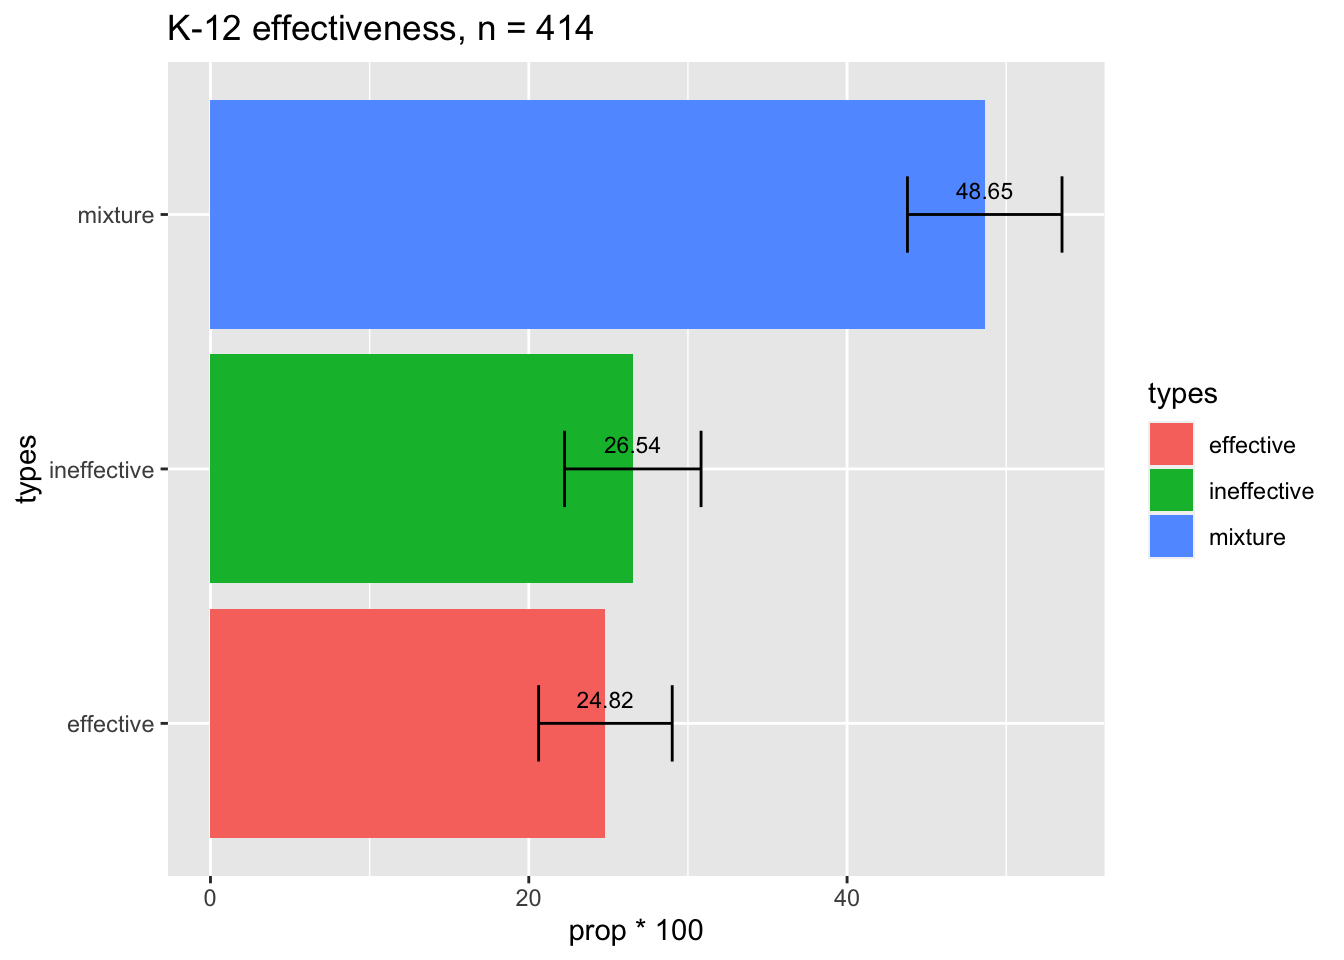 K-12 effectiveness, n = 414
types
mixture
48.65
ineffective
26.54
effective
24.82
0
20
40
prop * 100
types
effective
ineffective
mixture